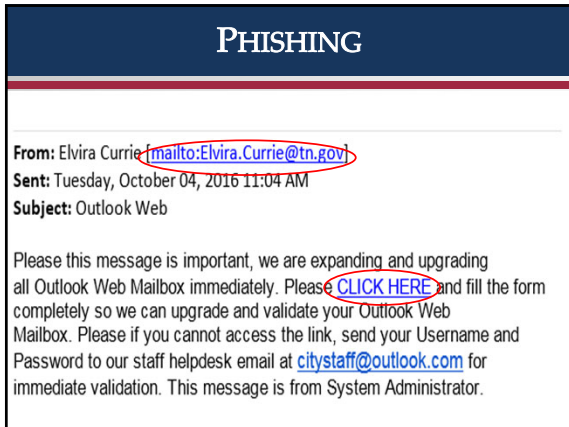 PHISHING
From: Elvira Currie [mailto:Elvira.Currie@tn.gov]
Sent: Tuesday, October 04, 2016 11:04 AM
Subject: Outlook Web
Please this message is important, we are expanding and upgrading
all Outlook Web Mailbox immediately. Please CLICK HERE and fill the form
completely so we can upgrade and validate your Outlook Web
Mailbox. Please if you cannot access the link, send your Username and
Password to our staff helpdesk email at citystaff@outlook.com for
immediate validation. This message is from System Administrator.